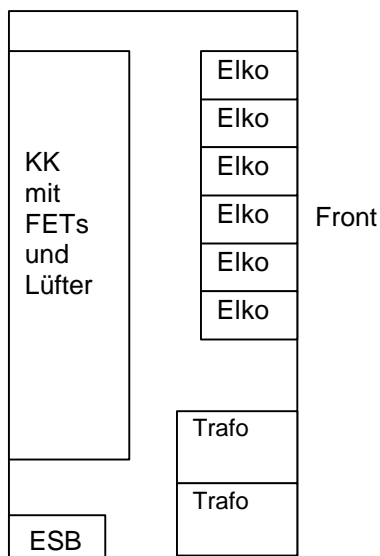 KK
mit
FETs
und
Lüfter
Elko
Elko
Elko
Elko
Elko
Elko
Front
Trafo
Trafo
ESB